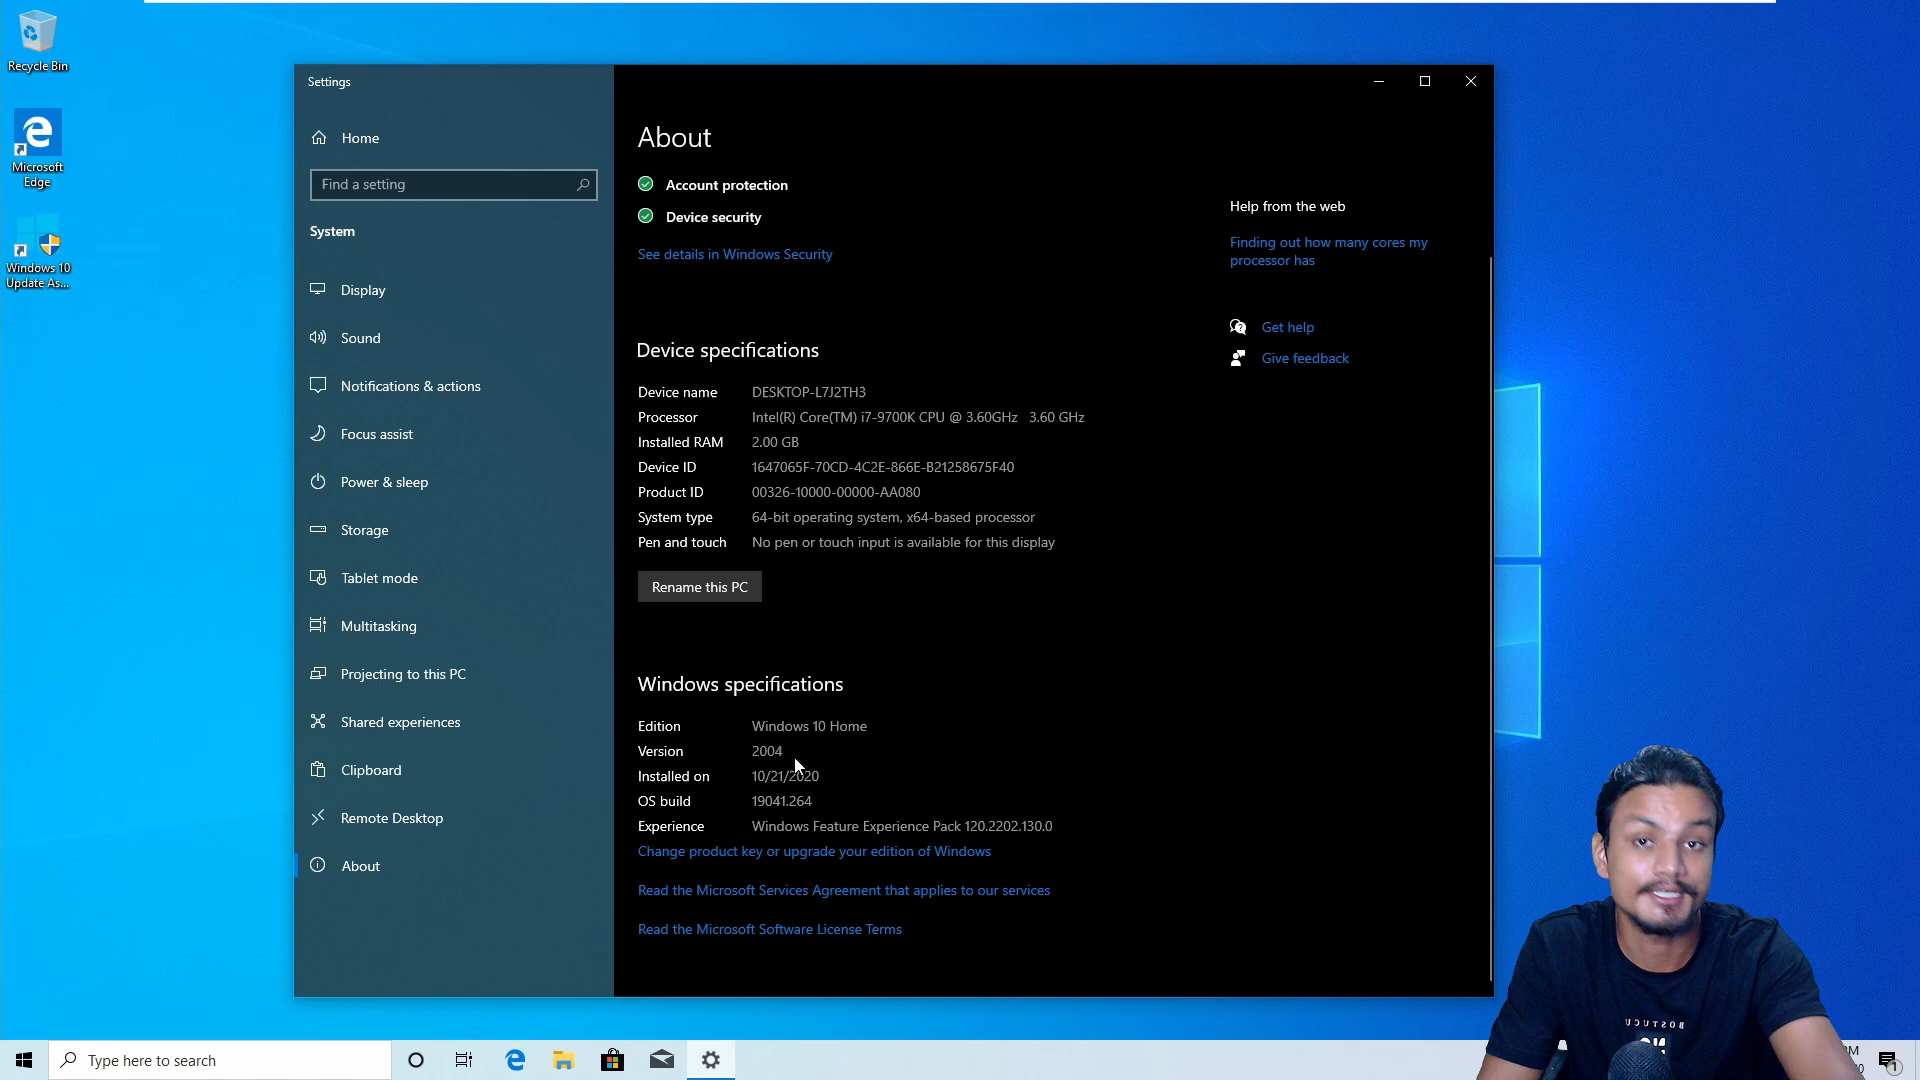 Recycle Bin
Microsoft
Edge
Windows 10
Update As...
Settings
Home
Find a setting
System
Display
Sound
Notifications & actions
Focus assist
Power & sleep
Storage
Tablet mode
Multitasking
Projecting to this PC
Shared experiences
Clipboard
Remote Desktop
About
About
Account protection
Device security
See details in Windows Security
Device specifications
Device name DESKTOP-L7J2TH3
Processor Intel(R) Core(TM) i7-9700K CPU @ 3.60GHz 3.60 GHz
Installed RAM 2.00 GB
Device ID 1647065F-70CD-4C2E-866E-B21258675F40
Product ID 00326-10000-00000-AA080
System type 64-bit operating system, x64-based processor
Pen and touch No pen or touch input is available for this display
Rename this PC
Windows specifications
Edition Windows 10 Home
Version 2004
Installed on 10/21/2020
OS build 19041.264
Experience Windows Feature Experience Pack 120.2202.130.0
Change product key or upgrade your edition of Windows
Read the Microsoft Services Agreement that applies to our services
Read the Microsoft Software License Terms
Help from the web
Finding out how many cores my
processor has
Get help
Give feedback
Type here to search
1